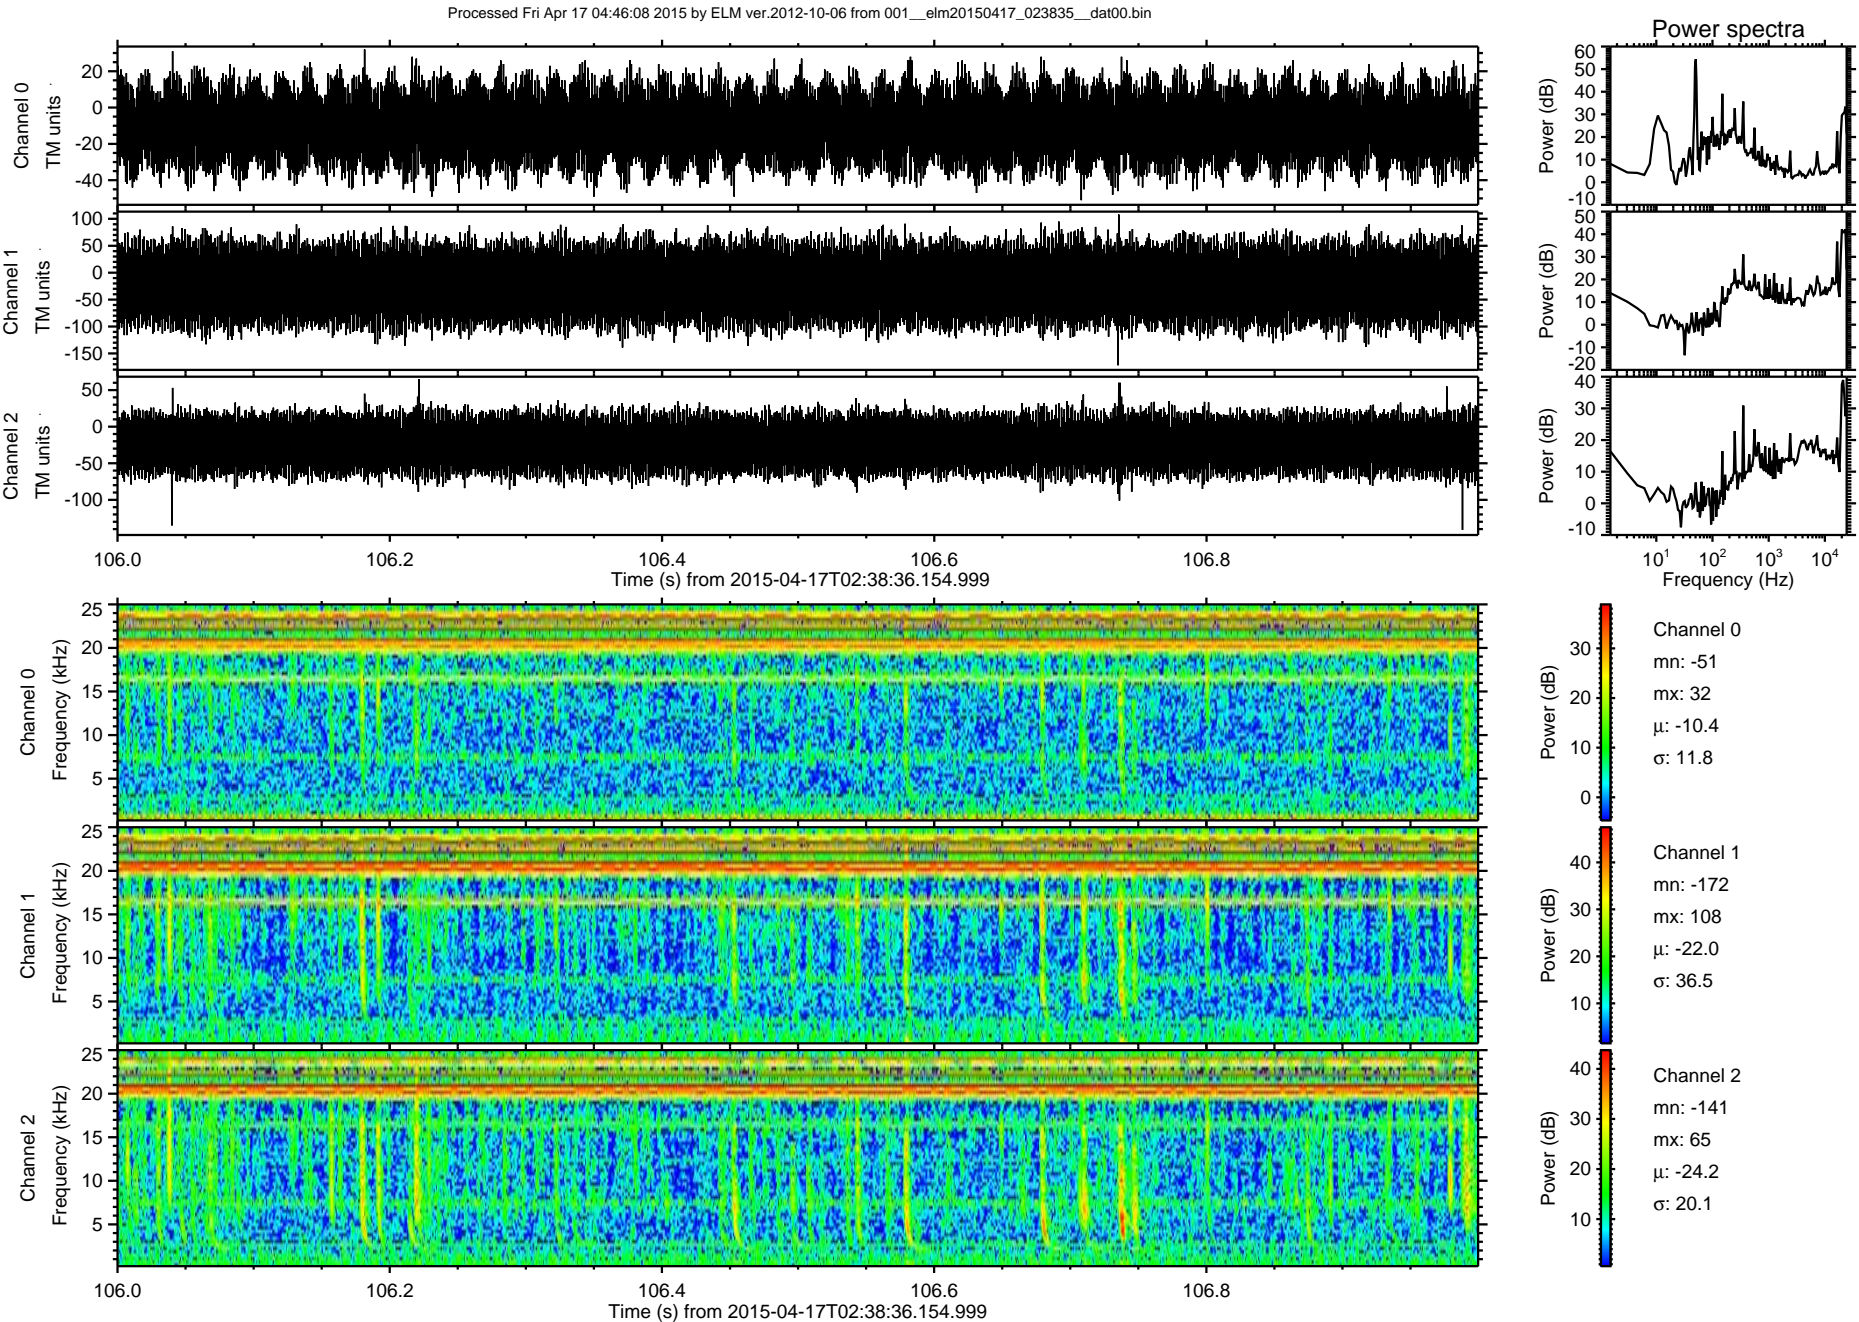 Processed Fri Apr 17 04:46:08 2015 by ELM ver.2012-10-06 from 001__elm20150417_023835__dat00.bin
Power spectra
Channel 0
TM units
20
0
-20
-40
Power (dB)
60
50
40
30
20
10
0
-10
Channel 1
TM units
100
50
0
-50
-100
-150
Power (dB)
50
40
30
20
10
0
-10
-20
Channel 2
TM units
50
0
-50
-100
Power (dB)
40
30
20
10
0
-10
106.0 106.2 106.4 106.6 106.8
Time (s) from 2015-04-17T02:38:36.154.999
10^1 10^2 10^3 10^4
Frequency (Hz)
Channel 0
Frequency (kHz)
25
20
15
10
5
Power (dB)
30
20
10
0
Channel 0
mn: -51
mx: 32
μ: -10.4
σ: 11.8
Channel 1
Frequency (kHz)
25
20
15
10
5
Power (dB)
40
30
20
10
Channel 1
mn: -172
mx: 108
μ: -22.0
σ: 36.5
Channel 2
Frequency (kHz)
25
20
15
10
5
Power (dB)
40
30
20
10
Channel 2
mn: -141
mx: 65
μ: -24.2
σ: 20.1
106.0 106.2 106.4 106.6 106.8
Time (s) from 2015-04-17T02:38:36.154.999